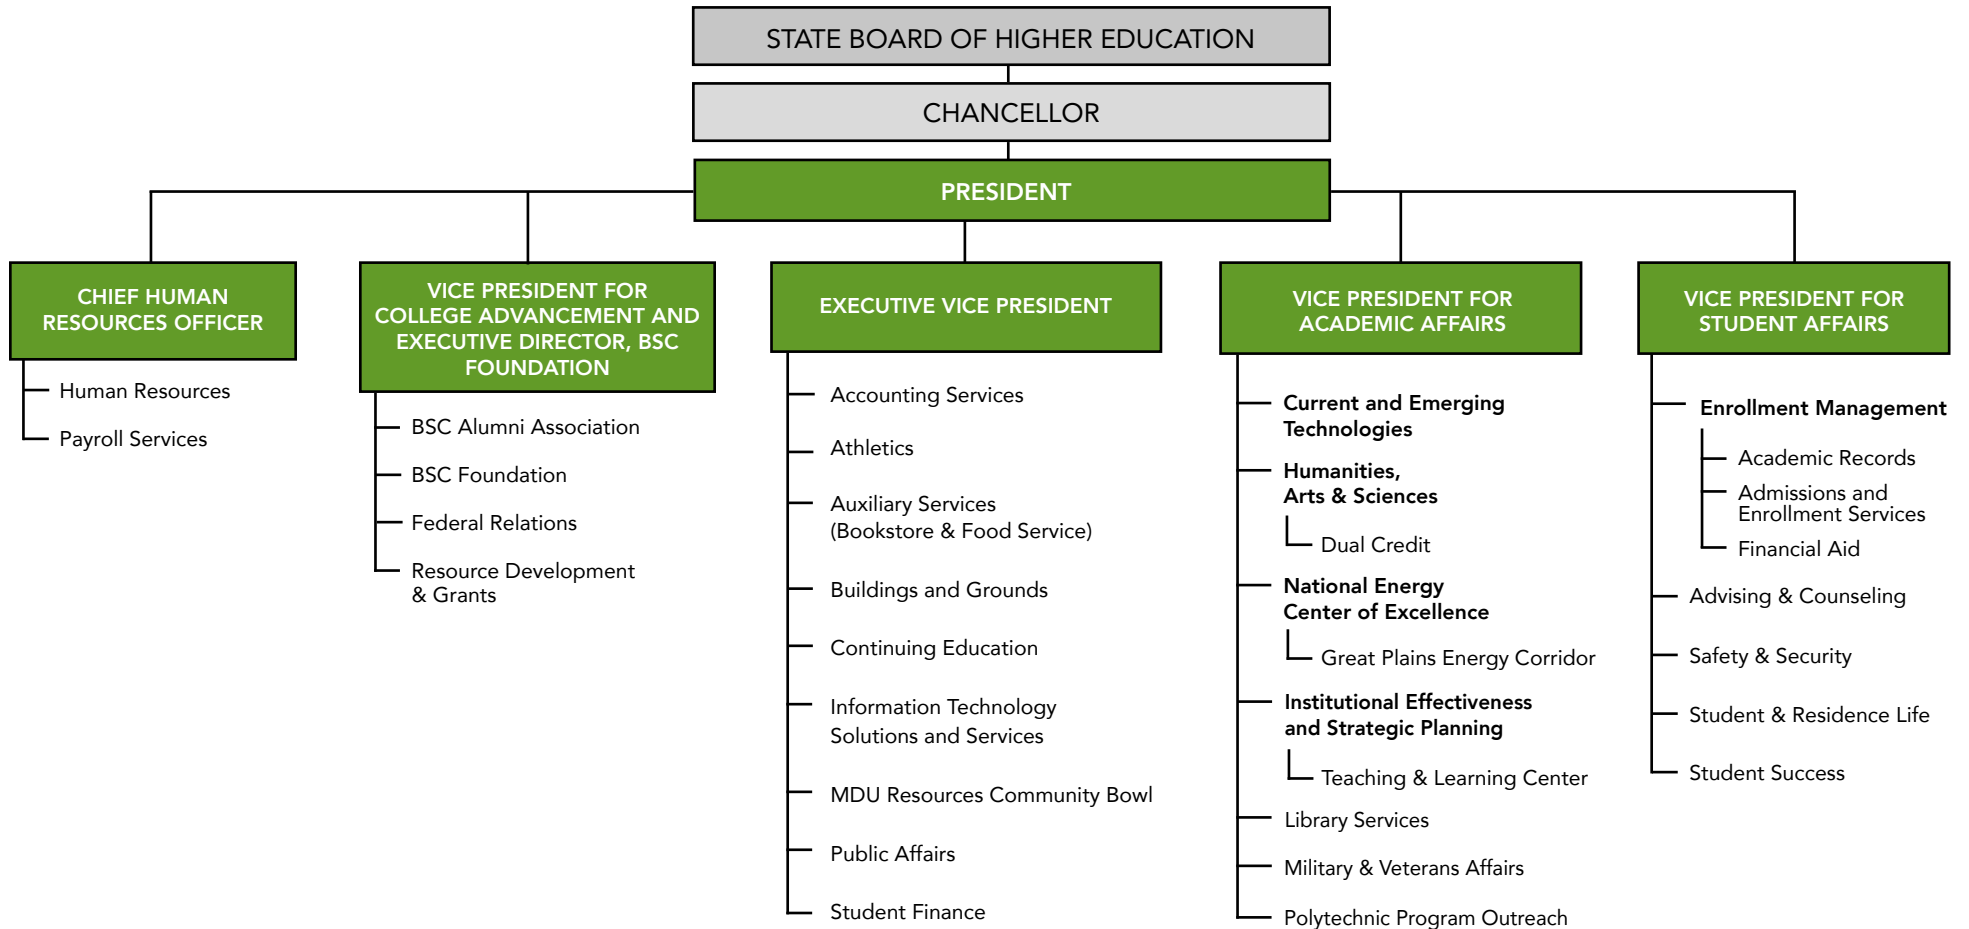 STATE BOARD OF HIGHER EDUCATION
CHANCELLOR
PRESIDENT
CHIEF HUMAN
RESOURCES OFFICER
Human Resources
Payroll Services
VICE PRESIDENT FOR
COLLEGE ADVANCEMENT AND
EXECUTIVE DIRECTOR, BSC
FOUNDATION
BSC Alumni Association
BSC Foundation
Federal Relations
Resource Development
& Grants
EXECUTIVE VICE PRESIDENT
Accounting Services
Athletics
Auxiliary Services
(Bookstore & Food Service)
Buildings and Grounds
Continuing Education
Information Technology
Solutions and Services
MDU Resources Community Bowl
Public Affairs
Student Finance
VICE PRESIDENT FOR
ACADEMIC AFFAIRS
Current and Emerging
Technologies
Humanities,
Arts & Sciences
Dual Credit
National Energy
Center of Excellence
Great Plains Energy Corridor
Institutional Effectiveness
and Strategic Planning
Teaching & Learning Center
Library Services
Military & Veterans Affairs
Polytechnic Program Outreach
VICE PRESIDENT FOR
STUDENT AFFAIRS
Enrollment Management
Academic Records
Admissions and
Enrollment Services
Financial Aid
Advising & Counseling
Safety & Security
Student & Residence Life
Student Success